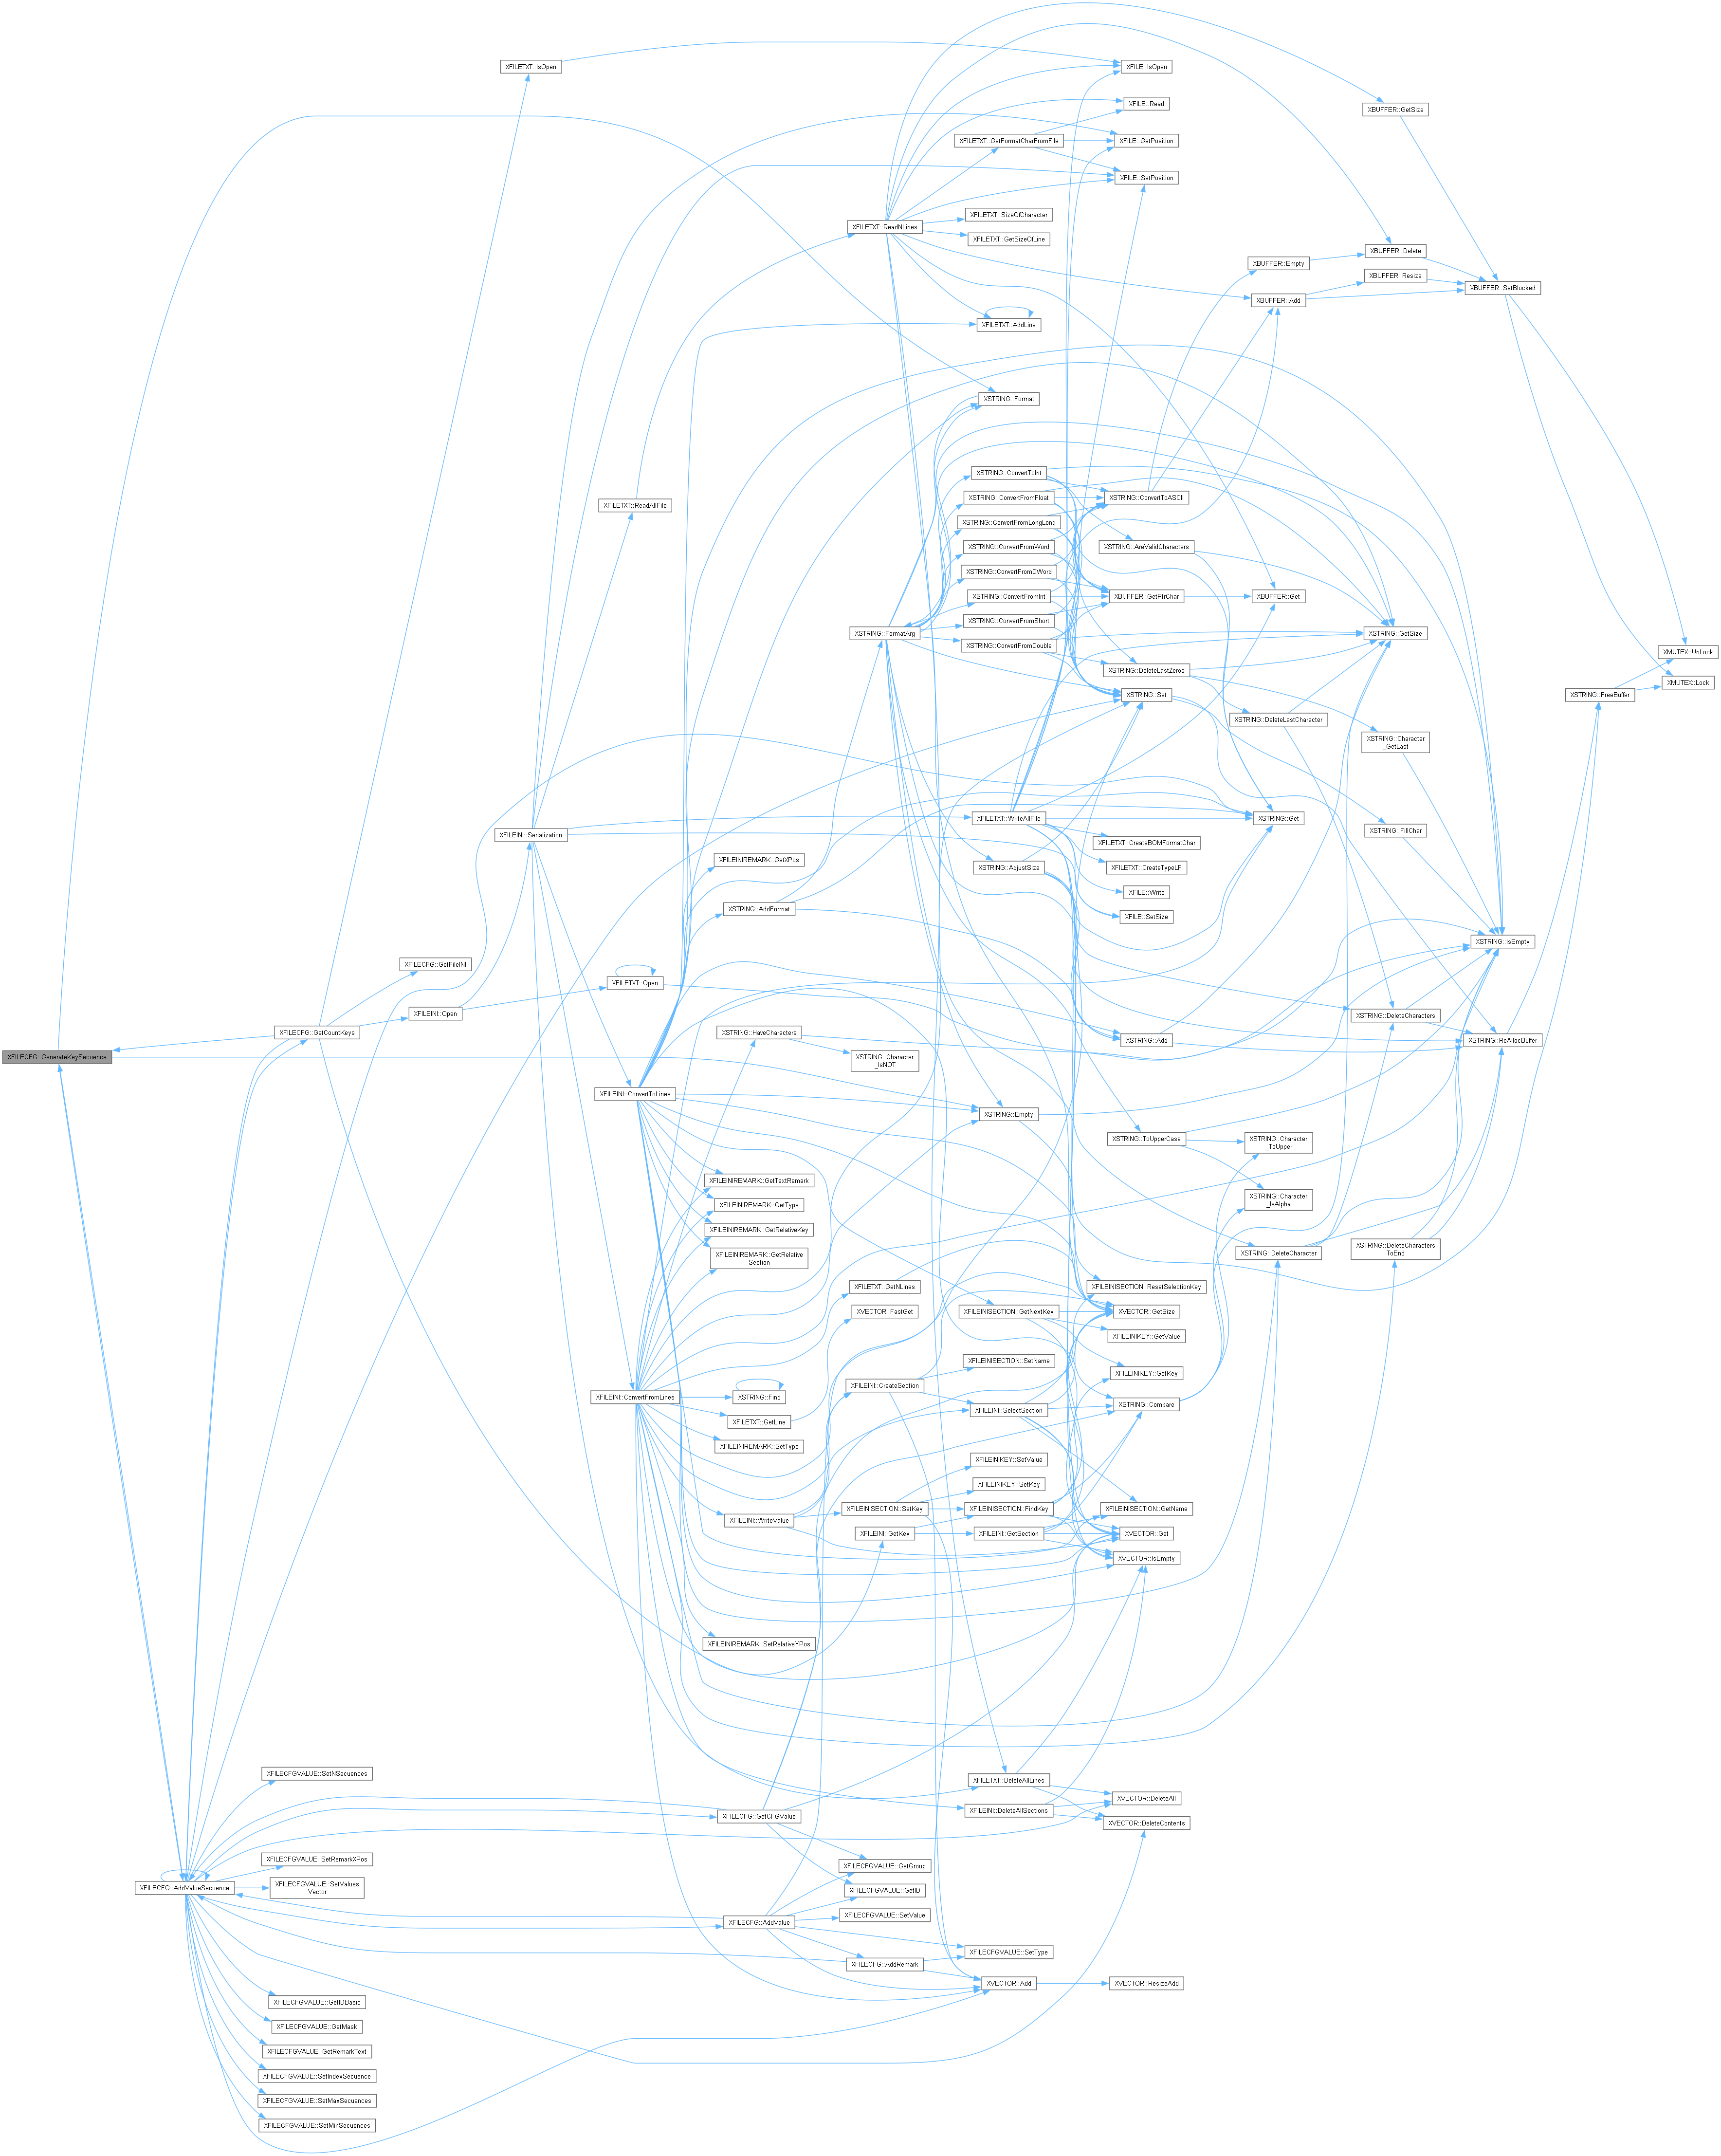 XFILECFG::GenerateKeySecuence
XFILECFG::AddValueSecuence
XFILECFG::GetCountKeys
XFILECFGVALUE::SetNSecuences
XFILECFGVALUE::SetRemarkXPos
XFILECFGVALUE::SetValues
Vector
XFILECFGVALUE::GetIDBasic
XFILECFGVALUE::GetMask
XFILECFGVALUE::GetRemarkText
XFILECFGVALUE::SetIndexSecuence
XFILECFGVALUE::SetMaxSecuences
XFILECFGVALUE::SetMinSecuences
XFILECFG::GetFileINI
XFILEINI::Open
XFILETXT::IsOpen
XFILEINI::Serialization
XFILETXT::ReadAllFile
XFILETXT::Open
XFILEINI::ConvertToLines
XFILEINI::ConvertFromLines
XFILEINIREMARK::GetXPos
XSTRING::AddFormat
XSTRING::HaveCharacters
XFILEINIREMARK::GetTextRemark
XFILEINIREMARK::GetType
XFILEINIREMARK::GetRelativeKey
XFILEINIREMARK::GetRelative
Section
XSTRING::Find
XFILETXT::GetLine
XFILEINIREMARK::SetType
XFILEINI::WriteValue
XFILEINIREMARK::SetRelativeYPos
XFILECFG::GetCFGValue
XFILECFG::AddValue
XFILETXT::ReadNLines
XSTRING::FormatArg
XSTRING::Character
_IsNOT
XFILETXT::GetNLines
XVECTOR::FastGet
XFILEINI::CreateSection
XFILEINISECTION::SetKey
XFILEINI::GetKey
XFILECFGVALUE::GetGroup
XFILECFGVALUE::GetID
XFILECFGVALUE::SetValue
XFILECFG::AddRemark
XFILETXT::GetFormatCharFromFile
XFILETXT::SizeOfCharacter
XFILETXT::GetSizeOfLine
XFILETXT::AddLine
XSTRING::Format
XSTRING::ConvertToInt
XSTRING::ConvertFromFloat
XSTRING::ConvertFromLongLong
XSTRING::ConvertFromWord
XSTRING::ConvertFromDWord
XSTRING::ConvertFromInt
XSTRING::ConvertFromShort
XSTRING::ConvertFromDouble
XFILETXT::WriteAllFile
XSTRING::AdjustSize
XSTRING::Empty
XFILEINISECTION::GetNextKey
XFILEINISECTION::SetName
XFILEINI::SelectSection
XFILEINIKEY::SetValue
XFILEINIKEY::SetKey
XFILEINISECTION::FindKey
XFILEINI::GetSection
XFILETXT::DeleteAllLines
XFILEINI::DeleteAllSections
XFILECFGVALUE::SetType
XVECTOR::Add
XFILE::IsOpen
XFILE::Read
XFILE::GetPosition
XFILE::SetPosition
XSTRING::ConvertToASCII
XSTRING::AreValidCharacters
XBUFFER::GetPtrChar
XSTRING::DeleteLastZeros
XSTRING::Set
XFILETXT::CreateBOMFormatChar
XFILETXT::CreateTypeLF
XFILE::Write
XFILE::SetSize
XSTRING::Add
XSTRING::ToUpperCase
XFILEINISECTION::ResetSelectionKey
XVECTOR::GetSize
XFILEINIKEY::GetValue
XFILEINIKEY::GetKey
XSTRING::Compare
XFILEINISECTION::GetName
XVECTOR::Get
XVECTOR::IsEmpty
XVECTOR::DeleteAll
XVECTOR::DeleteContents
XVECTOR::ResizeAdd
XBUFFER::Empty
XBUFFER::Add
XBUFFER::Get
XSTRING::DeleteLastCharacter
XSTRING::Get
XSTRING::Character
_ToUpper
XSTRING::Character
_IsAlpha
XSTRING::DeleteCharacter
XBUFFER::GetSize
XBUFFER::Delete
XBUFFER::Resize
XSTRING::GetSize
XSTRING::Character
_GetLast
XSTRING::FillChar
XSTRING::DeleteCharacters
XSTRING::DeleteCharacters
ToEnd
XBUFFER::SetBlocked
XSTRING::IsEmpty
XSTRING::ReAllocBuffer
XSTRING::FreeBuffer
XMUTEX::UnLock
XMUTEX::Lock